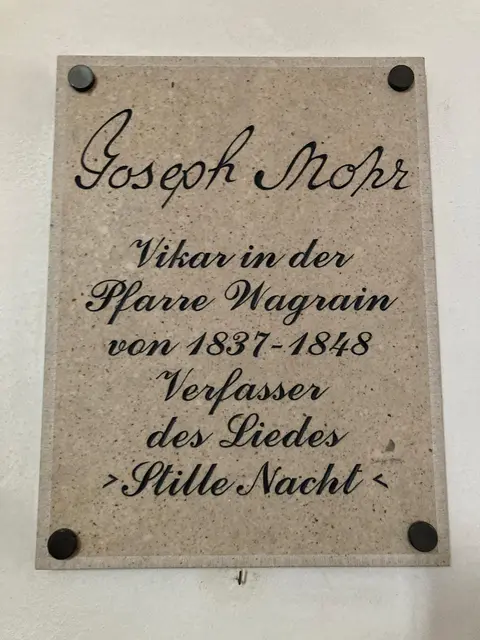 Joseph Mohr
Vikar in der
Pfarre Wagrain
von 1837-1848
Verfasser
des Liedes
>Stille Nacht<